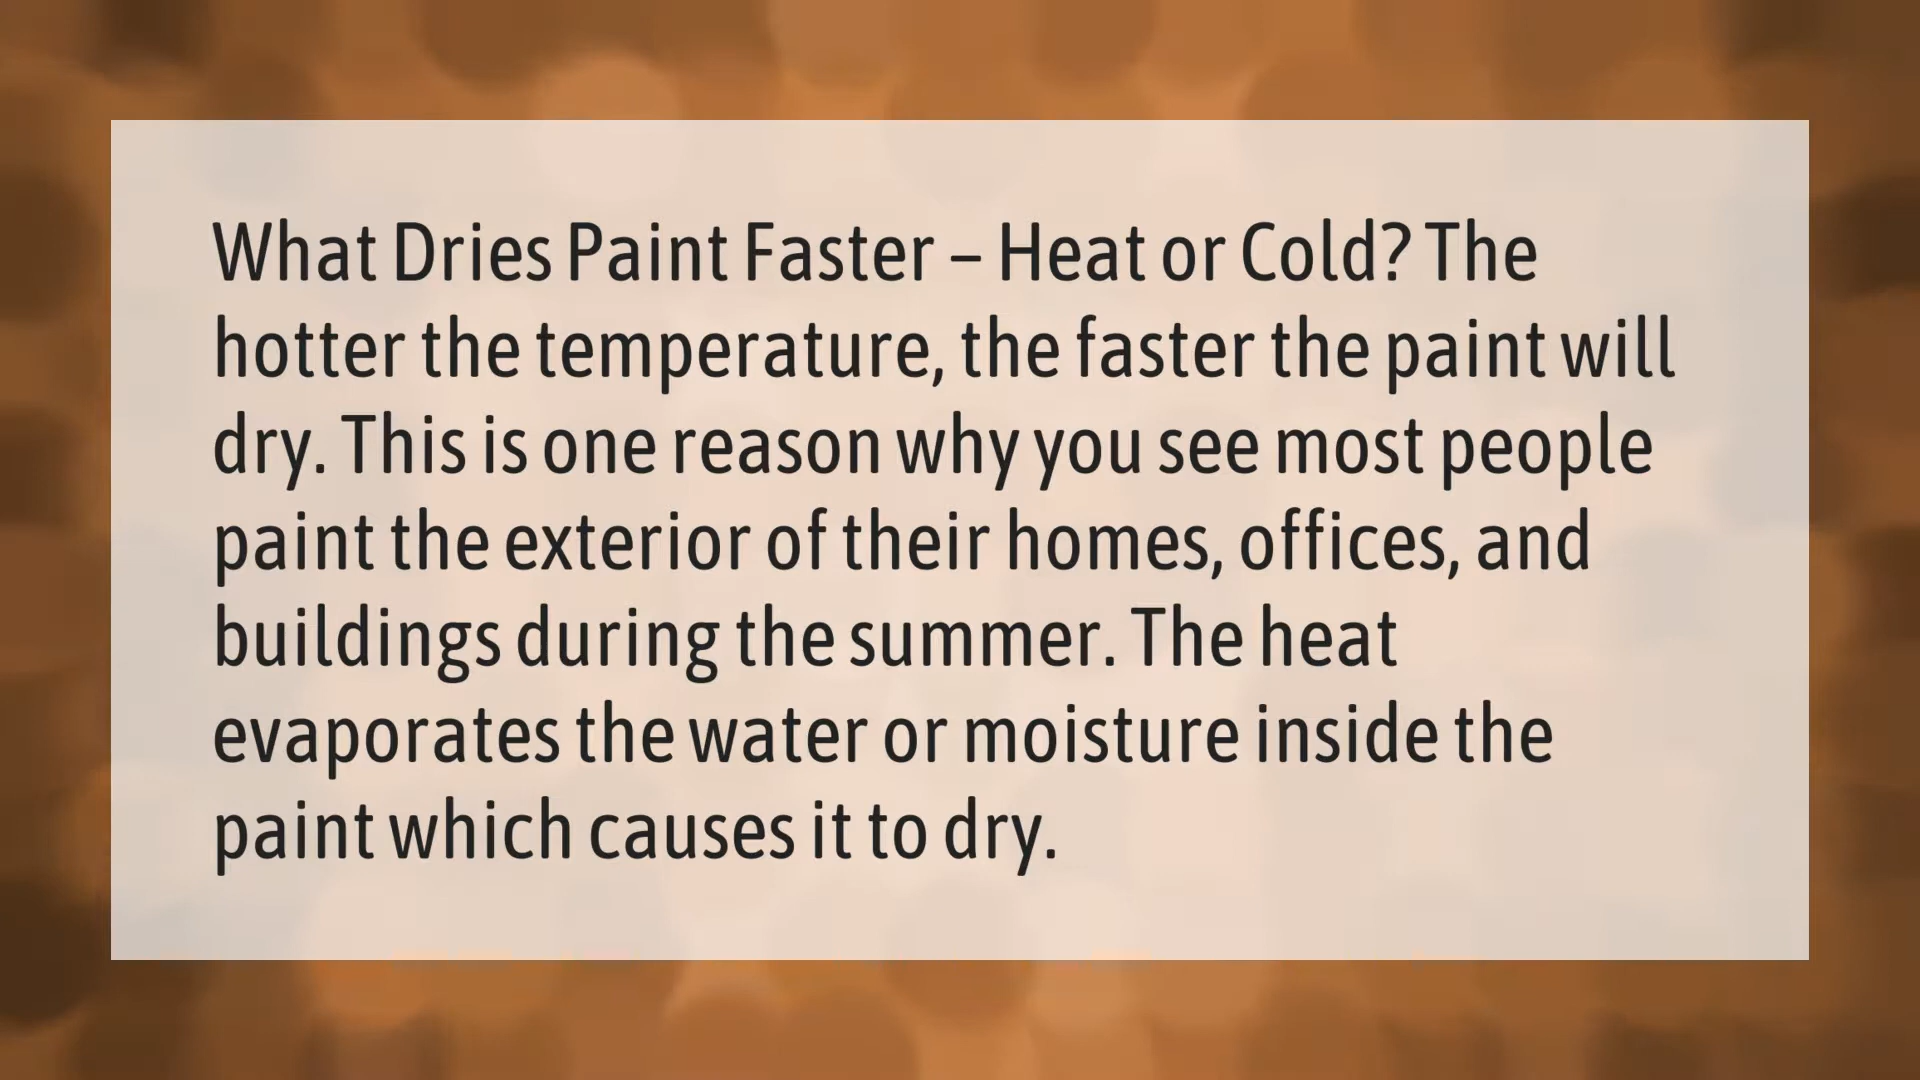 What Dries Paint Faster – Heat or Cold? The
hotter the temperature, the faster the paint will
dry. This is one reason why you see most people
paint the exterior of their homes, offices, and
buildings during the summer. The heat
evaporates the water or moisture inside the
paint which causes it to dry.